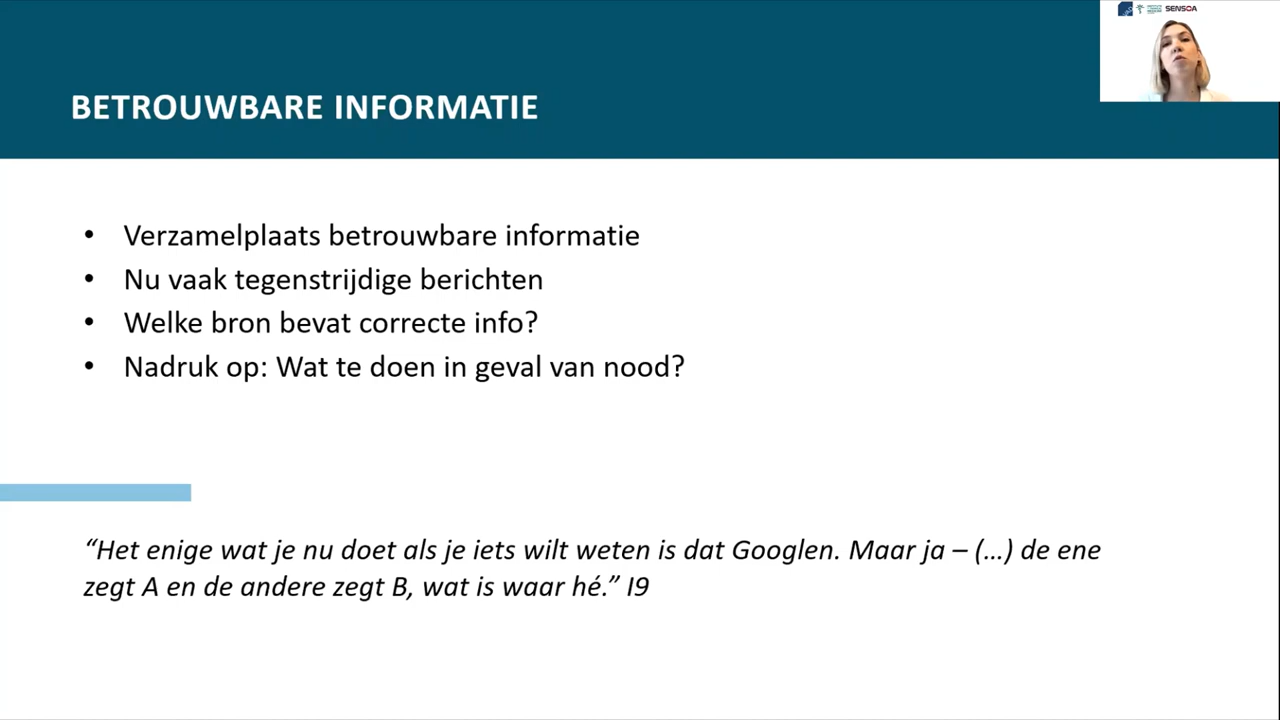 SENSOA
BETROUWBARE INFORMATIE
• Verzamelplaats betrouwbare informatie
• Nu vaak tegenstrijdige berichten
• Welke bron bevat correcte info?
• Nadruk op: Wat te doen in geval van nood?
“Het enige wat je nu doet als je iets wilt weten is dat Googlen. Maar ja – (…) de ene
zegt A en de andere zegt B, wat is waar hé.” I9